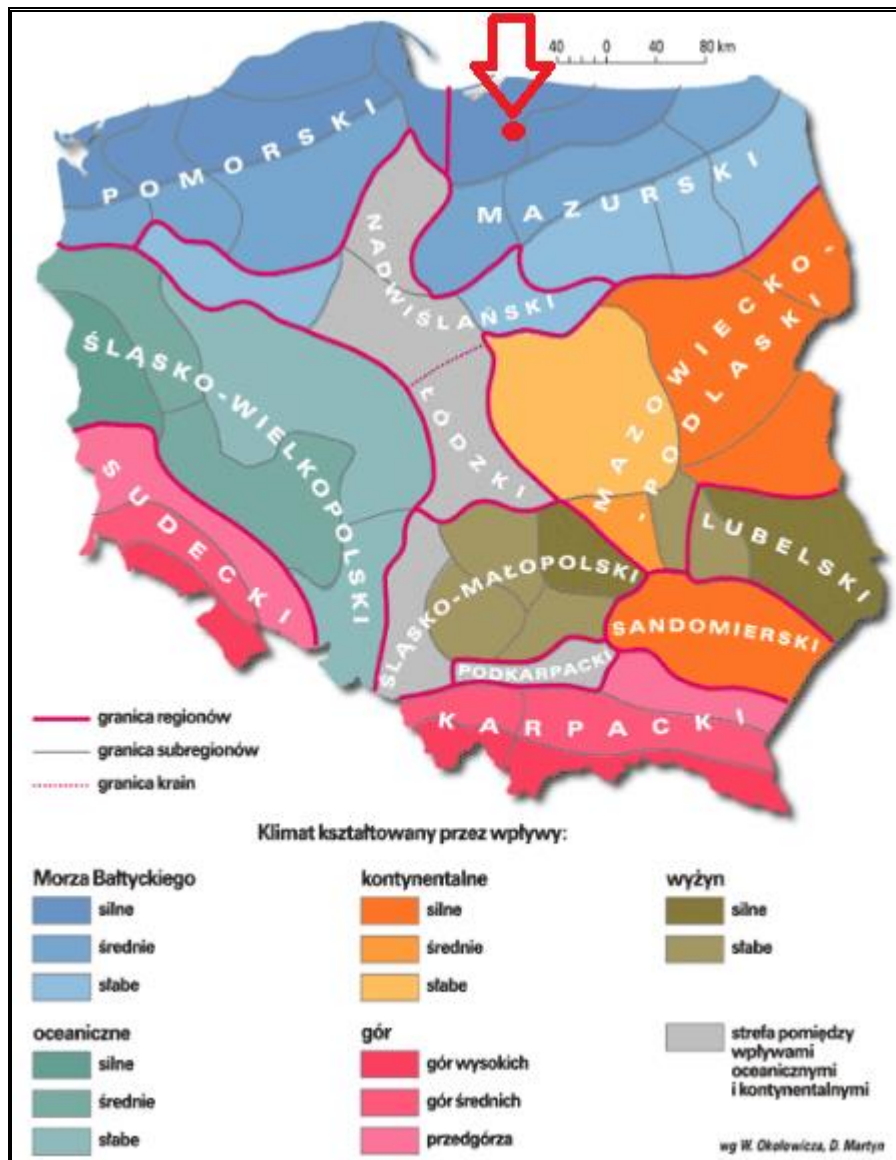 40 0 40 80 km
POMORSKI
MAZURSKI
NADWIŚLAŃSKI
MAZOWIECKO-
-PODLASKI
ŚLĄSKO-WIELKOPOLSKI
ŁÓDZKI
SUDECKI
LUBELSKI
ŚLĄSKO-MAŁOPOLSKI
SANDOMIERSKI
PODKARPACKI
KARPACKI
granica regionów
granica subregionów
granica krain
Klimat kształtowany przez wpływy:
Morza Bałtyckiego
silne
średnie
słabe
kontynentalne
silne
średnie
słabe
wyżyn
silne
słabe
oceaniczne
silne
średnie
słabe
gór
gór wysokich
gór średnich
przedgórza
strefa pomiędzy
wpływami
oceanicznymi
i kontynentalnymi
wg W. Okołowicza, D. Martyn